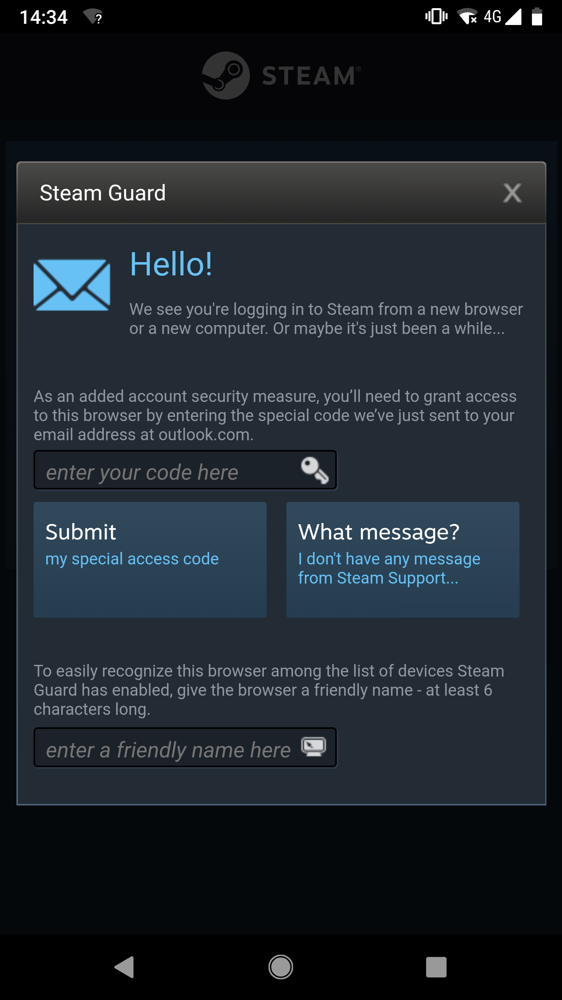 14:34
4G
STEAM®
Steam Guard
X
Hello!
We see you're logging in to Steam from a new browser
or a new computer. Or maybe it's just been a while...
As an added account security measure, you’ll need to grant access
to this browser by entering the special code we’ve just sent to your
email address at outlook.com.
enter your code here
Submit
my special access code
What message?
I don't have any message
from Steam Support...
To easily recognize this browser among the list of devices Steam
Guard has enabled, give the browser a friendly name - at least 6
characters long.
enter a friendly name here